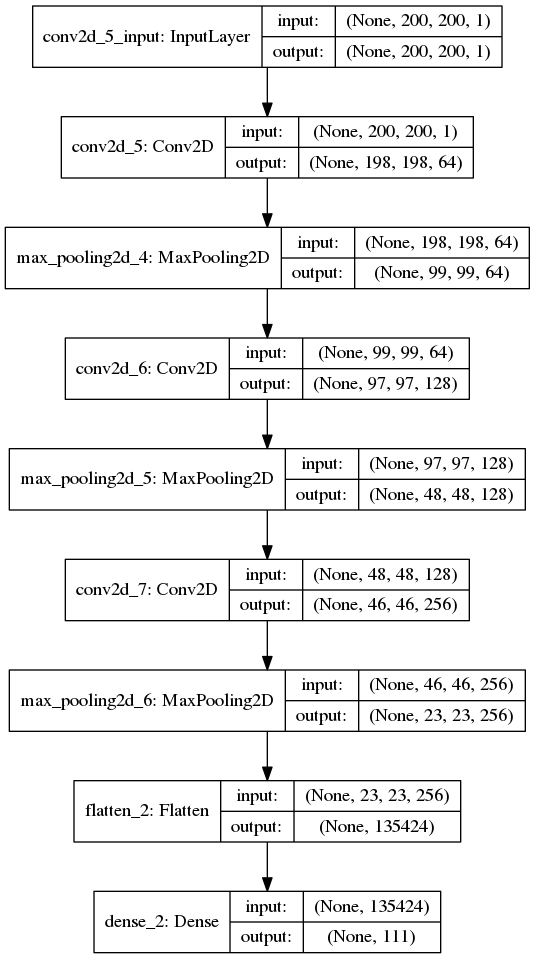 conv2d_5_input: InputLayer
input: (None, 200, 200, 1)
output: (None, 200, 200, 1)
conv2d_5: Conv2D
input: (None, 200, 200, 1)
output: (None, 198, 198, 64)
max_pooling2d_4: MaxPooling2D
input: (None, 198, 198, 64)
output: (None, 99, 99, 64)
conv2d_6: Conv2D
input: (None, 99, 99, 64)
output: (None, 97, 97, 128)
max_pooling2d_5: MaxPooling2D
input: (None, 97, 97, 128)
output: (None, 48, 48, 128)
conv2d_7: Conv2D
input: (None, 48, 48, 128)
output: (None, 46, 46, 256)
max_pooling2d_6: MaxPooling2D
input: (None, 46, 46, 256)
output: (None, 23, 23, 256)
flatten_2: Flatten
input: (None, 23, 23, 256)
output: (None, 135424)
dense_2: Dense
input: (None, 135424)
output: (None, 111)